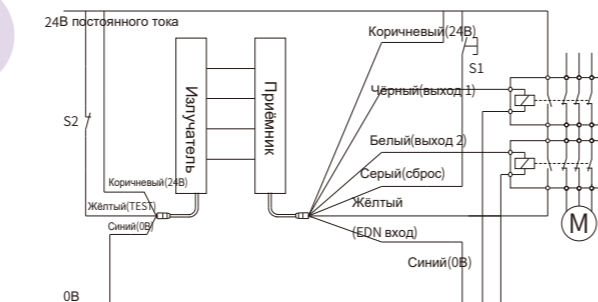 24В постоянного тока
Коричневый(24В)
S1
Чёрный(выход 1)
S2
Излучатель
Приёмник
Белый(выход 2)
Серый(сброс)
Коричневый(24В)
Жёлтый(TEST)
Жёлтый
Синий(0В)
(EDN вход)
M
Синий(0В)
0В